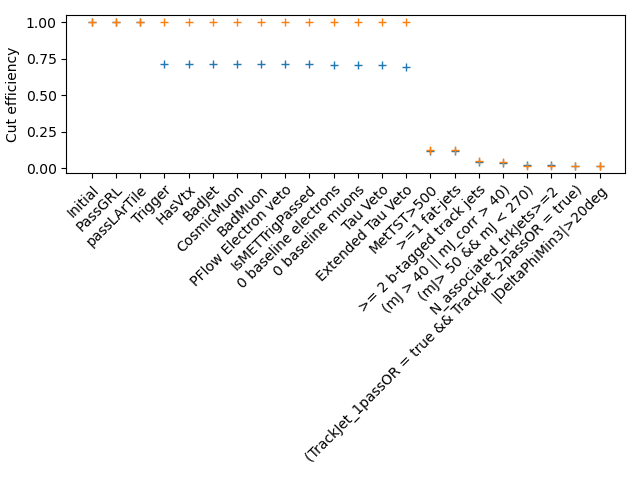 Cut efficiency
1.00
0.75
0.50
0.25
0.00
Initial
PassGRL
passLArTile
Trigger
HasVtx
BadJet
CosmicMuon
BadMuon
PFlow Electron veto
IsMETTrigPassed
0 baseline electrons
0 baseline muons
Tau Veto
Extended Tau Veto
MetTST>500
>=1 fat-jets
>= 2 b-tagged track jets
(mJ > 40 || mJ_corr > 40)
(mJ> 50 && mJ < 270)
N_associated_trkJets>=2
(TrackJet_1passOR = true && TrackJet_2passOR = true)
|DeltaPhiMin3|>20deg